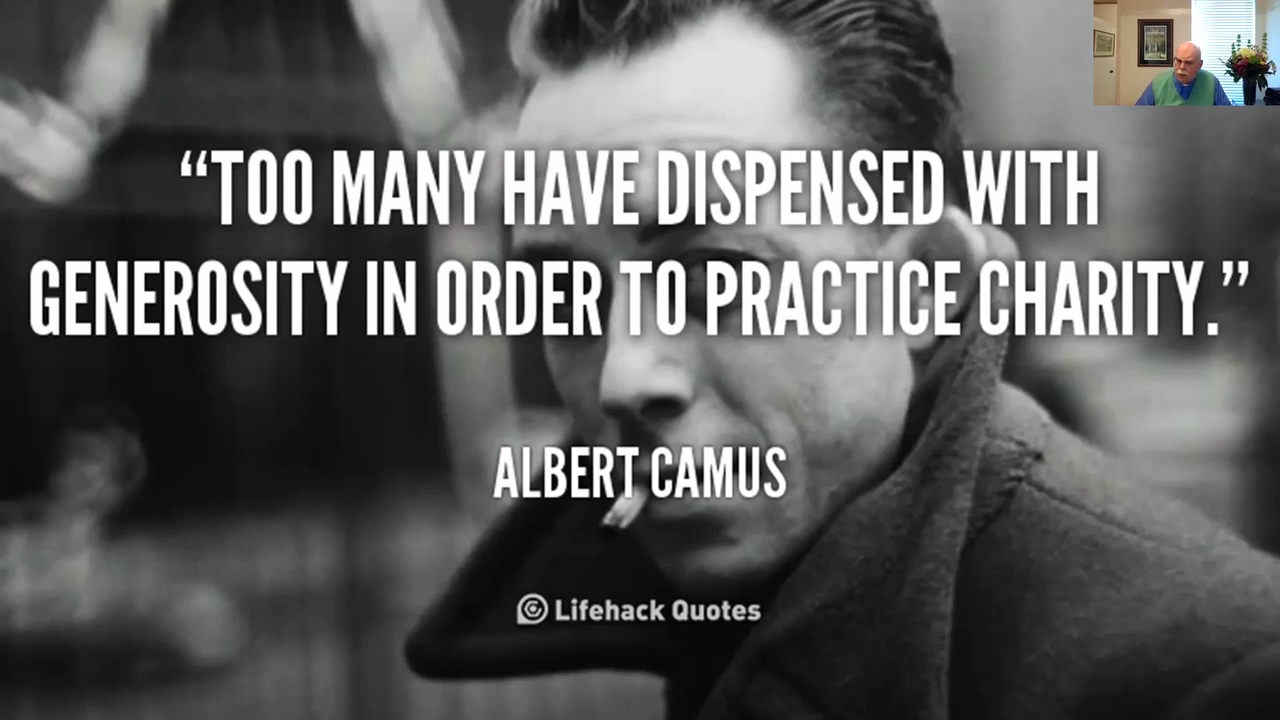 “TOO MANY HAVE DISPENSED WITH
GENEROSITY IN ORDER TO PRACTICE CHARITY.”
ALBERT CAMUS
Lifehack Quotes